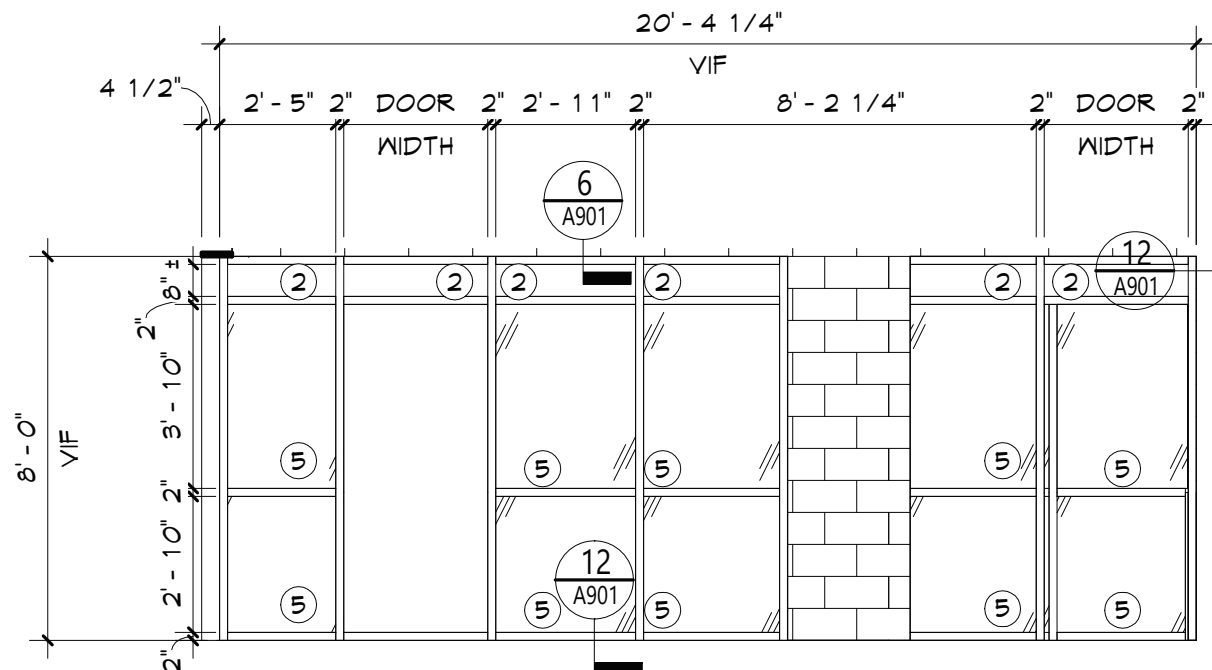 20' - 4 1/4"
VIF
4 1/2"
2' - 5" 2" DOOR 2" 2' - 11" 2" 8' - 2 1/4" 2" DOOR 2"
WIDTH WIDTH
6
A901
12
A901
8" ±
2 2 2 2 2 2
2"
3' - 10"
8' - 0"
VIF
5 5 5 5 5
2"
2' - 10"
12
A901
5 5 5 5 5
2"